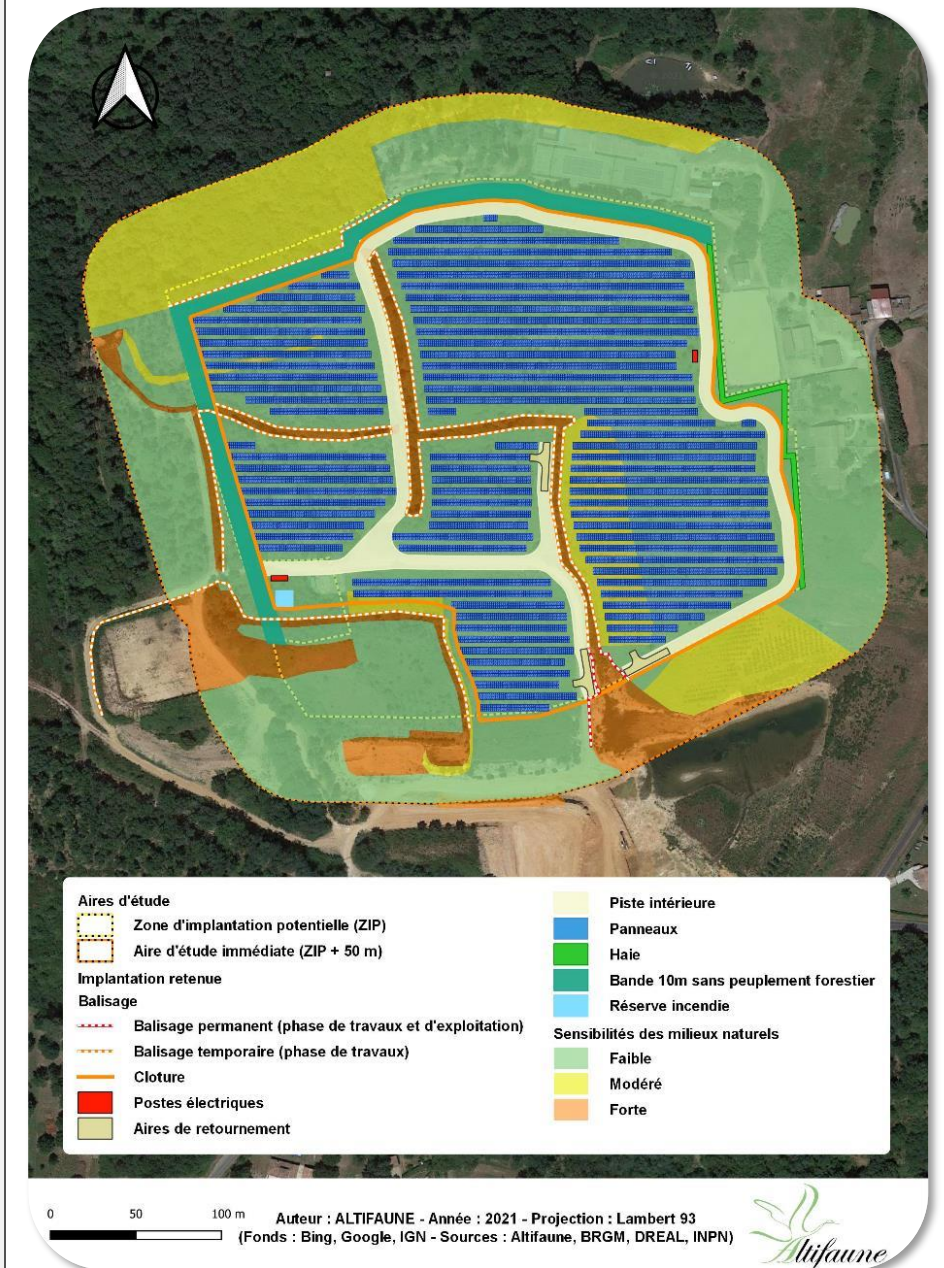 Aires d'étude
Zone d'implantation potentielle (ZIP)
Aire d'étude immédiate (ZIP + 50 m)
Implantation retenue
Balisage
Balisage permanent (phase de travaux et d'exploitation)
Balisage temporaire (phase de travaux)
Cloture
Postes électriques
Aires de retournement
Piste intérieure
Panneaux
Haie
Bande 10m sans peuplement forestier
Réserve incendie
Sensibilités des milieux naturels
Faible
Modéré
Forte
0 50 100 m
Auteur : ALTIFAUNE - Année : 2021 - Projection : Lambert 93
(Fonds : Bing, Google, IGN - Sources : Altifaune, BRGM, DREAL, INPN)
Altifaune